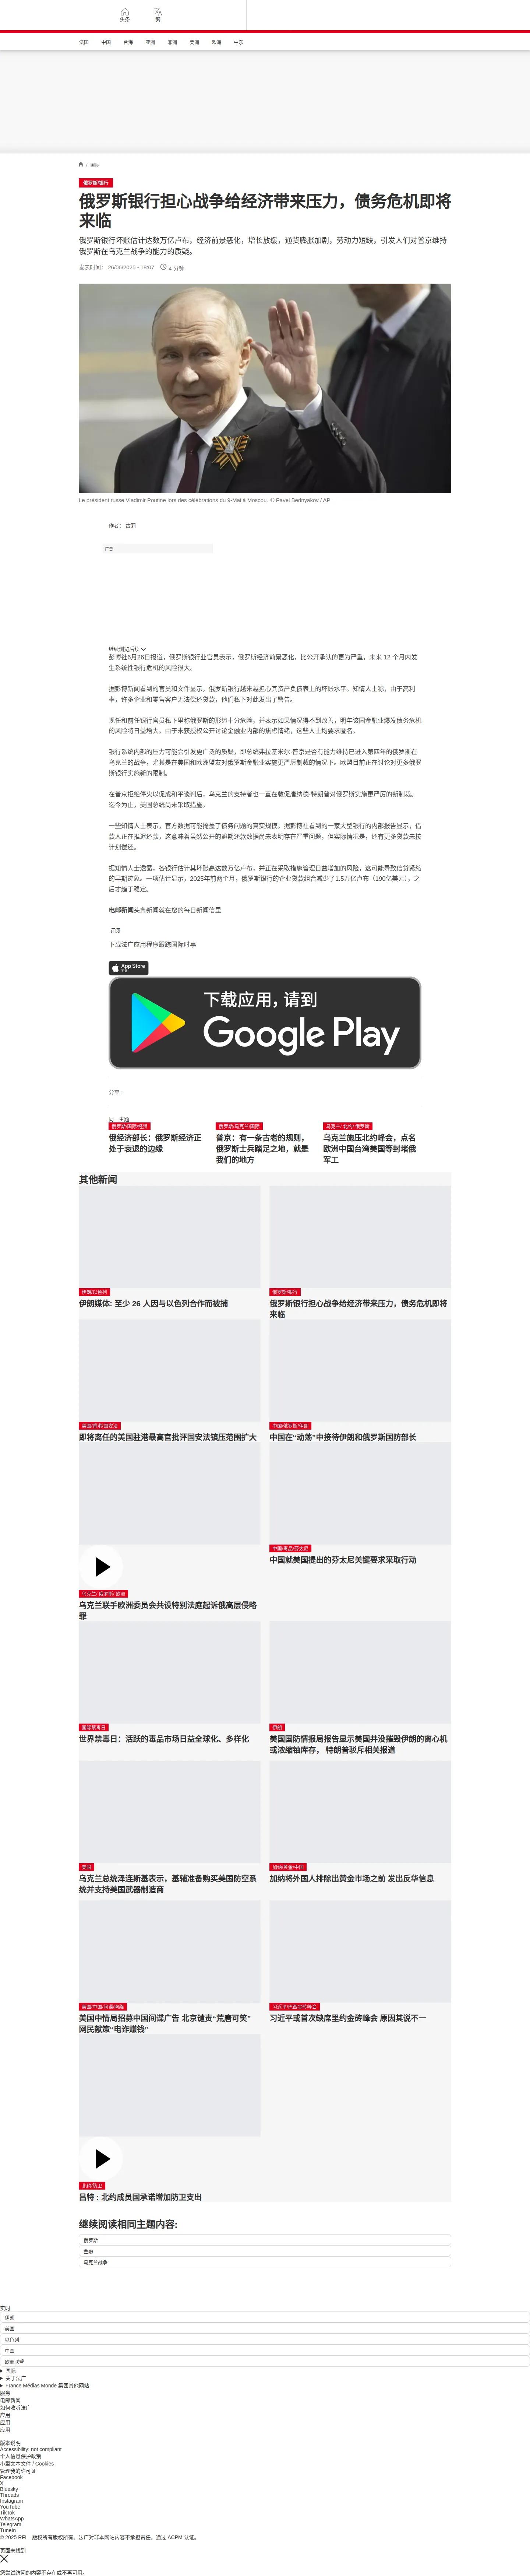 头条
繁
法国
中国
台海
亚洲
非洲
美洲
欧洲
中东
/ 国际
俄罗斯/银行
俄罗斯银行担心战争给经济带来压力，债务危机即将
来临
俄罗斯银行坏账估计达数万亿卢布，经济前景恶化，增长放缓，通货膨胀加剧，劳动力短缺，引发人们对普京维持
俄罗斯在乌克兰战争的能力的质疑。
发表时间： 26/06/2025 - 18:07
4 分钟
Le président russe Vladimir Poutine lors des célébrations du 9-Mai à Moscou. © Pavel Bednyakov / AP
作者： 古莉
广告
继续浏览后续
彭博社6月26日报道，俄罗斯银行业官员表示，俄罗斯经济前景恶化，比公开承认的更为严重，未来 12 个月内发
生系统性银行危机的风险很大。
据彭博新闻看到的官员和文件显示，俄罗斯银行越来越担心其资产负债表上的坏账水平。知情人士称，由于高利
率，许多企业和零售客户无法偿还贷款，他们私下对此发出了警告。
现任和前任银行官员私下里称俄罗斯的形势十分危险，并表示如果情况得不到改善，明年该国金融业爆发债务危机
的风险将日益增大。由于未获授权公开讨论金融业内部的焦虑情绪，这些人士均要求匿名。
银行系统内部的压力可能会引发更广泛的质疑，即总统弗拉基米尔·普京是否有能力维持已进入第四年的俄罗斯在
乌克兰的战争，尤其是在美国和欧洲盟友对俄罗斯金融业实施更严厉制裁的情况下。欧盟目前正在讨论对更多俄罗
斯银行实施新的限制。
在普京拒绝停火以促成和平谈判后，乌克兰的支持者也一直在敦促唐纳德·特朗普对俄罗斯实施更严厉的新制裁。
迄今为止，美国总统尚未采取措施。
一些知情人士表示，官方数据可能掩盖了债务问题的真实规模。据彭博社看到的一家大型银行的内部报告显示，借
款人正在推迟还款，这意味着虽然公开的逾期还款数据尚未表明存在严重问题，但实际情况是，还有更多贷款未按
计划偿还。
据知情人士透露，各银行估计其坏账高达数万亿卢布，并正在采取措施管理日益增加的风险，这可能导致信贷紧缩
的早期迹象。一项估计显示，2025年前两个月，俄罗斯银行的企业贷款组合减少了1.5万亿卢布（190亿美元），之
后才趋于稳定。
电邮新闻头条新闻就在您的每日新闻信里
订阅
下载法广应用程序跟踪国际时事
App Store
下载
下载应用，请到
Google Play
分享 :
同一主题
俄罗斯/国际/经贸
俄罗斯/乌克兰/国际
乌克兰/ 北约/ 俄罗斯
俄经济部长：俄罗斯经济正
处于衰退的边缘
普京：有一条古老的规则，
俄罗斯士兵踏足之地，就是
我们的地方
乌克兰施压北约峰会，点名
欧洲中国台湾美国等封堵俄
军工
其他新闻
伊朗/以色列
伊朗媒体: 至少 26 人因与以色列合作而被捕
俄罗斯/银行
俄罗斯银行担心战争给经济带来压力，债务危机即将
来临
美国/香港/国安法
即将离任的美国驻港最高官批评国安法镇压范围扩大
中国/俄罗斯/伊朗
中国在“动荡”中接待伊朗和俄罗斯国防部长
中国/毒品/芬太尼
中国就美国提出的芬太尼关键要求采取行动
乌克兰/ 俄罗斯/ 欧洲
乌克兰联手欧洲委员会共设特别法庭起诉俄高层侵略
罪
国际禁毒日
世界禁毒日：活跃的毒品市场日益全球化、多样化
伊朗
美国国防情报局报告显示美国并没摧毁伊朗的离心机
或浓缩铀库存， 特朗普驳斥相关报道
美国
乌克兰总统泽连斯基表示，基辅准备购买美国防空系
统并支持美国武器制造商
加纳/黄金/中国
加纳将外国人排除出黄金市场之前 发出反华信息
美国/中国/间谍/网络
美国中情局招募中国间谍广告 北京谴责“荒唐可笑”
网民献策“电诈赚钱”
习近平/巴西金砖峰会
习近平或首次缺席里约金砖峰会 原因其说不一
北约/防卫
吕特：北约成员国承诺增加防卫支出
继续阅读相同主题内容:
俄罗斯
金融
乌克兰战争
实时
伊朗
美国
以色列
中国
欧洲联盟
国际
关于法广
France Médias Monde 集团其他网站
服务
电邮新闻
如何收听法广
应用
应用
应用
版本说明
Accessibility: not compliant
个人信息保护政策
小型文本文件 / Cookies
管理我的许可证
Facebook
X
Bluesky
Threads
Instagram
YouTube
TikTok
WhatsApp
Telegram
TuneIn
© 2025 RFI – 版权所有版权所有。法广对非本网站内容不承担责任。通过 ACPM 认证。
页面未找到
您尝试访问的内容不存在或不再可用。